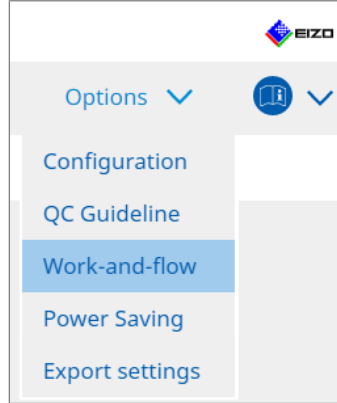 EIZO
Options
Configuration
QC Guideline
Work-and-flow
Power Saving
Export settings